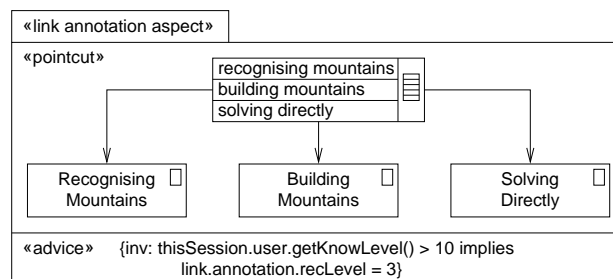 «link annotation aspect»
«pointcut»
recognising mountains
building mountains
solving directly
Recognising
Mountains
Building
Mountains
Solving
Directly
«advice» {inv: thisSession.user.getKnowLevel() > 10 implies
link.annotation.recLevel = 3}